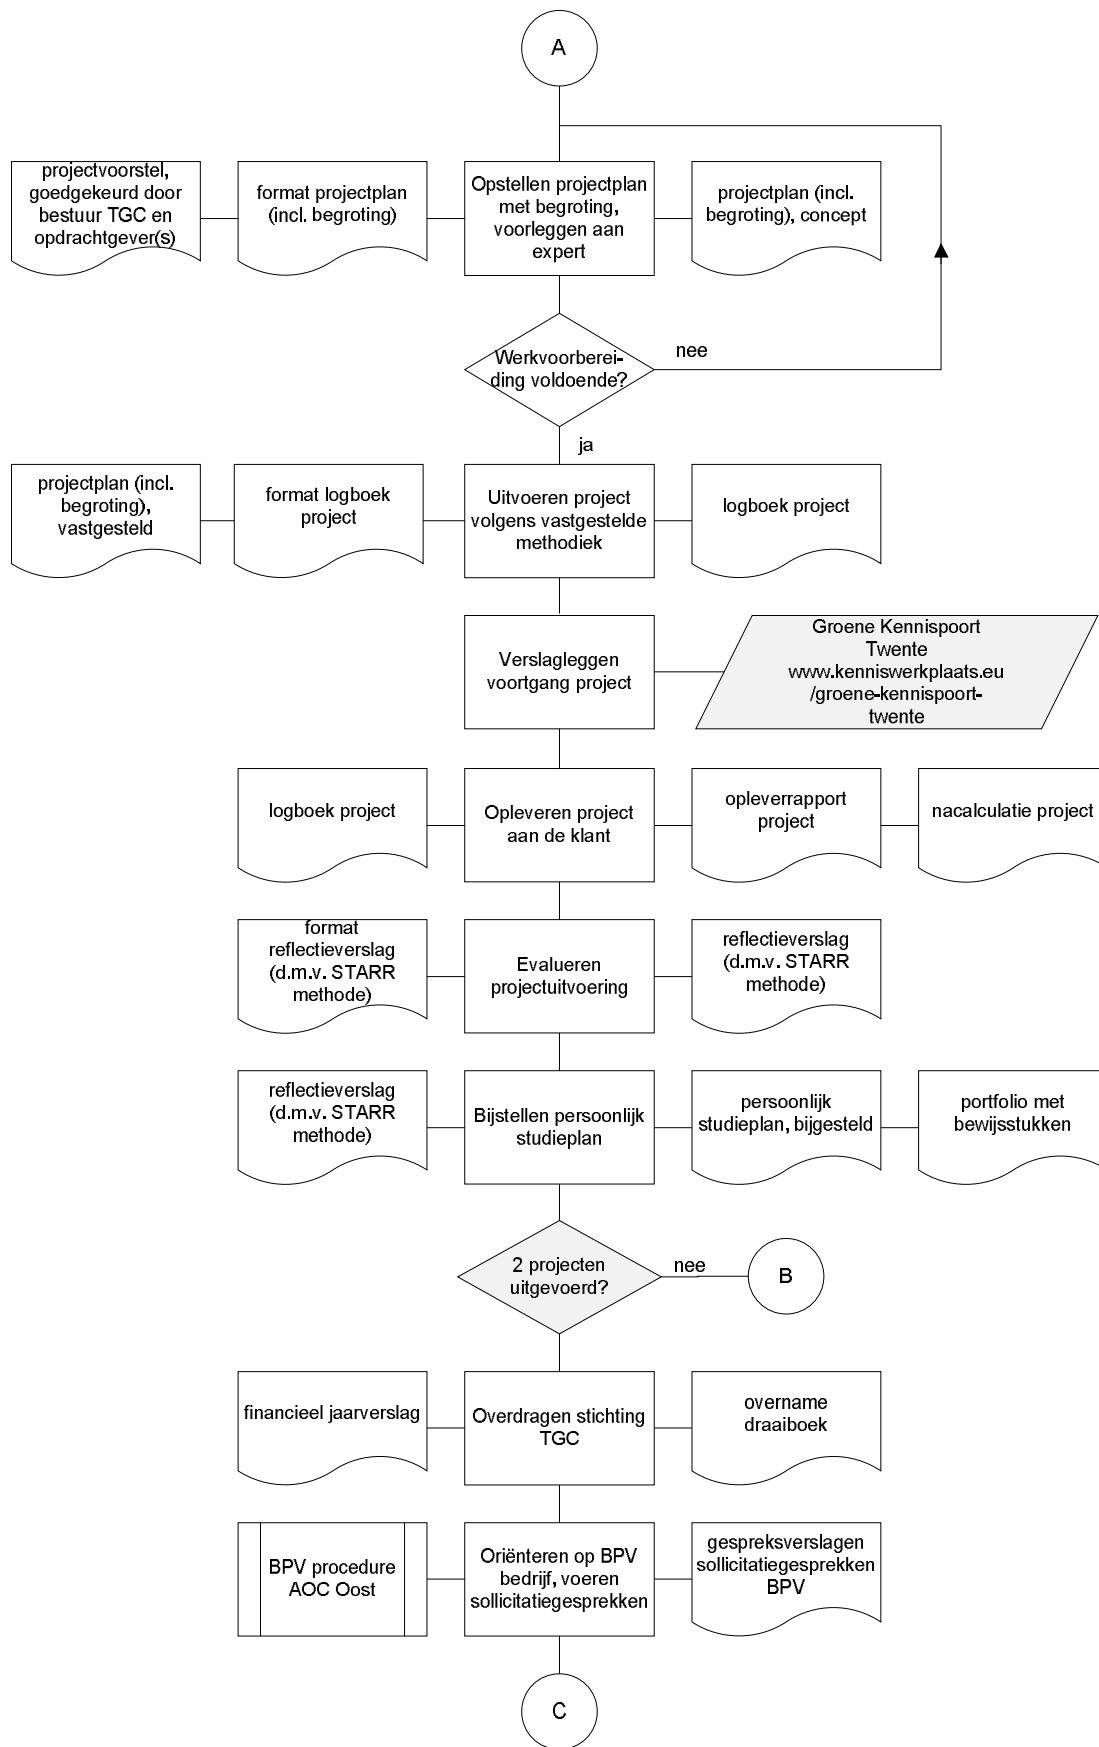 A
projectvoorstel,
goedgekeurd door
bestuur TGC en
opdrachtgever(s)
format projectplan
(incl. begroting)
Opstellen projectplan
met begroting,
voorleggen aan
expert
projectplan (incl.
begroting), concept
Werkvoorberei-
ding voldoende?
nee
ja
projectplan (incl.
begroting),
vastgesteld
format logboek
project
Uitvoeren project
volgens vastgestelde
methodiek
logboek project
Verslagleggen
voortgang project
Groene Kennispoort
Twente
www.kenniswerkplaats.eu
/groene-kennispoort-
twente
logboek project
Opleveren project
aan de klant
opleverrapport
project
nacalculatie project
format
reflectieverslag
(d.m.v. STARR
methode)
Evalueren
projectuitvoering
reflectieverslag
(d.m.v. STARR
methode)
reflectieverslag
(d.m.v. STARR
methode)
Bijstellen persoonlijk
studieplan
persoonlijk
studieplan, bijgesteld
portfolio met
bewijsstukken
2 projecten
uitgevoerd?
nee
B
financieel jaarverslag
Overdragen stichting
TGC
overname
draaiboek
BPV procedure
AOC Oost
Oriënteren op BPV
bedrijf, voeren
sollicitatiegesprekken
gespreksverslagen
sollicitatiegesprekken
BPV
C